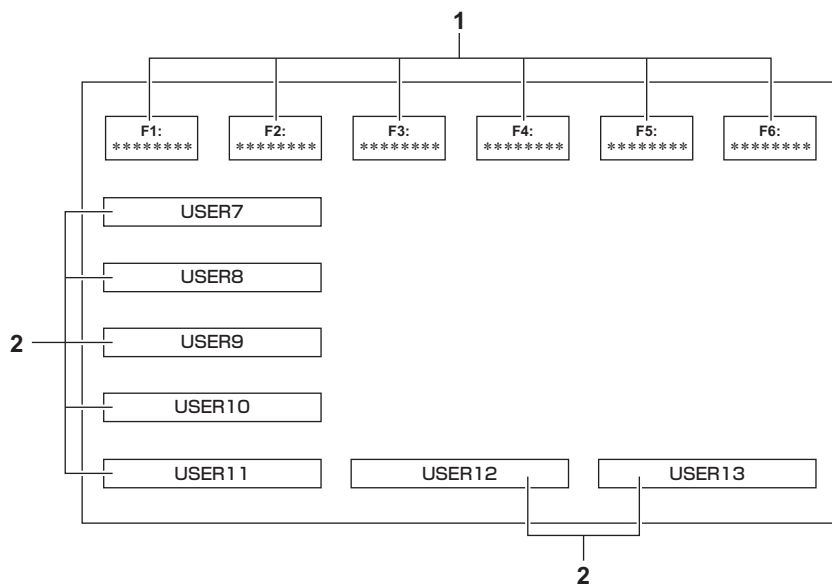 1
F1: F2: F3: F4: F5: F6:
******** ******** ******** ******** ******** ********
USER7
USER8
2 USER9
USER10
USER11 USER12 USER13
2